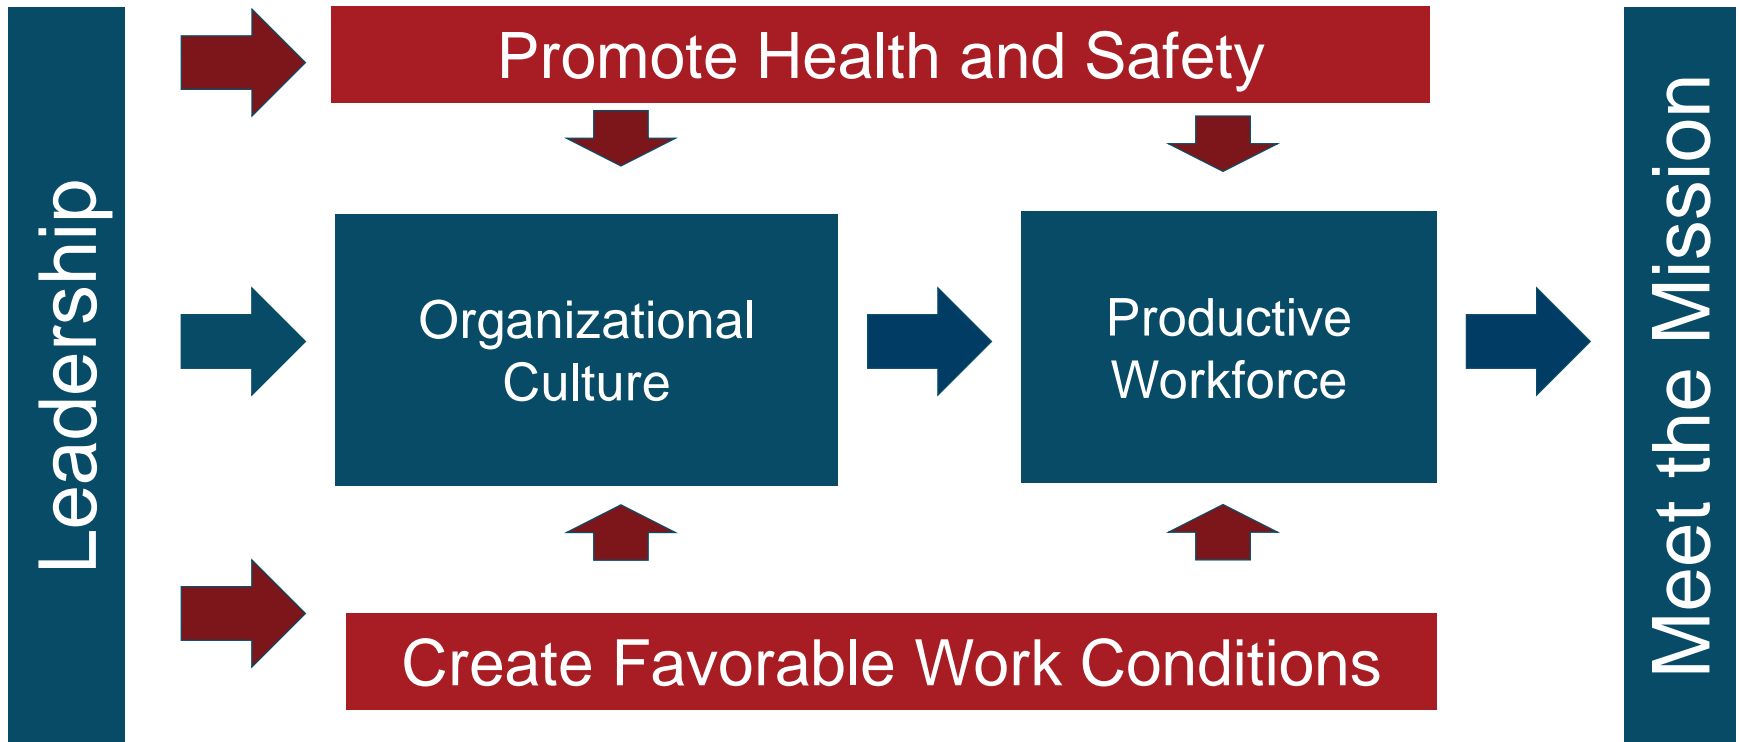 Leadership
Promote Health and Safety
Organizational
Culture
Productive
Workforce
Create Favorable Work Conditions
Meet the Mission